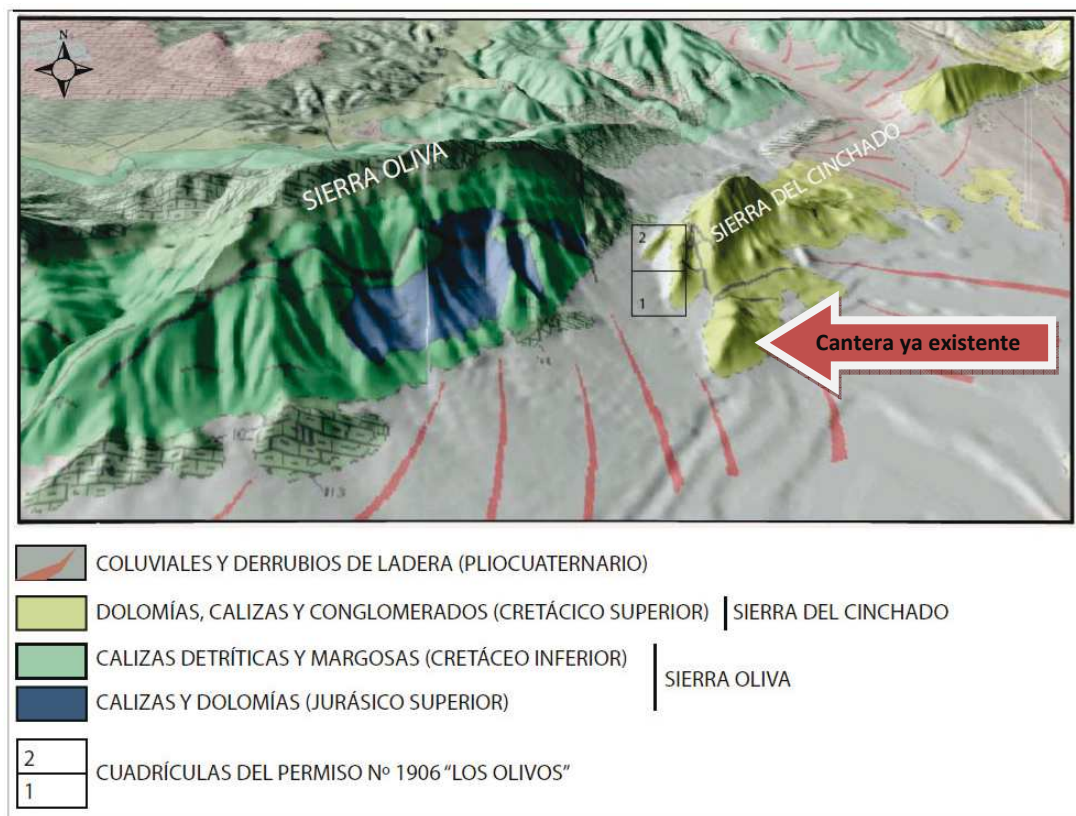 N
SIERRA OLIVA
SIERRA DEL CINCHADO
2
1
Cantera ya existente
113
COLUVIALES Y DERRUBIOS DE LADERA (PLIOCUATERNARIO)
DOLOMÍAS, CALIZAS Y CONGLOMERADOS (CRETÁCICO SUPERIOR) SIERRA DEL CINCHADO
CALIZAS DETRÍTICAS Y MARGOSAS (CRETÁCEO INFERIOR)
SIERRA OLIVA
CALIZAS Y DOLOMÍAS (JURÁSICO SUPERIOR)
2
1
CUADRÍCULAS DEL PERMISO Nº 1906 “LOS OLIVOS”